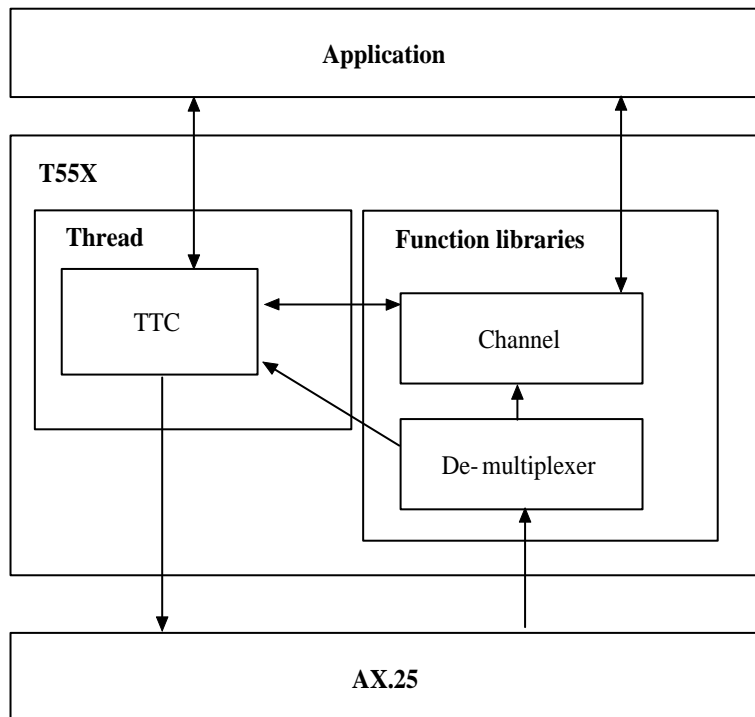 Application
T55X
Thread
Function libraries
TTC
Channel
De- multiplexer
AX.25